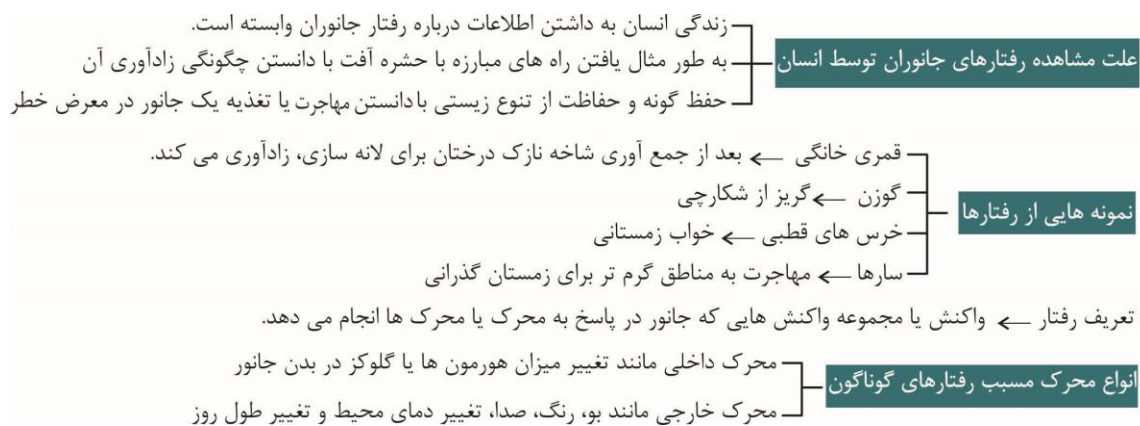 علت مشاهده رفتارهای جانوران توسط انسان
زندگی انسان به داشتن اطلاعات درباره رفتار جانوران وابسته است.
به طور مثال یافتن راه های مبارزه با حشره آفت با دانستن چگونگی زادآوری آن
حفظ گونه و حفاظت از تنوع زیستی با دانستن مهاجرت یا تغذیه یک جانور در معرض خطر
نمونه هایی از رفتارها
قمری خانگی ← بعد از جمع آوری شاخه نازک درختان برای لانه سازی، زادآوری می کند.
گوزن ← گریز از شکارچی
خرس های قطبی ← خواب زمستانی
سارها ← مهاجرت به مناطق گرم تر برای زمستان گذرانی
تعریف رفتار ← واکنش یا مجموعه واکنش هایی که جانور در پاسخ به محرک یا محرک ها انجام می دهد.
انواع محرک مسبب رفتارهای گوناگون
محرک داخلی مانند تغییر میزان هورمون ها یا گلوکز در بدن جانور
محرک خارجی مانند بو، رنگ، صدا، تغییر دمای محیط و تغییر طول روز